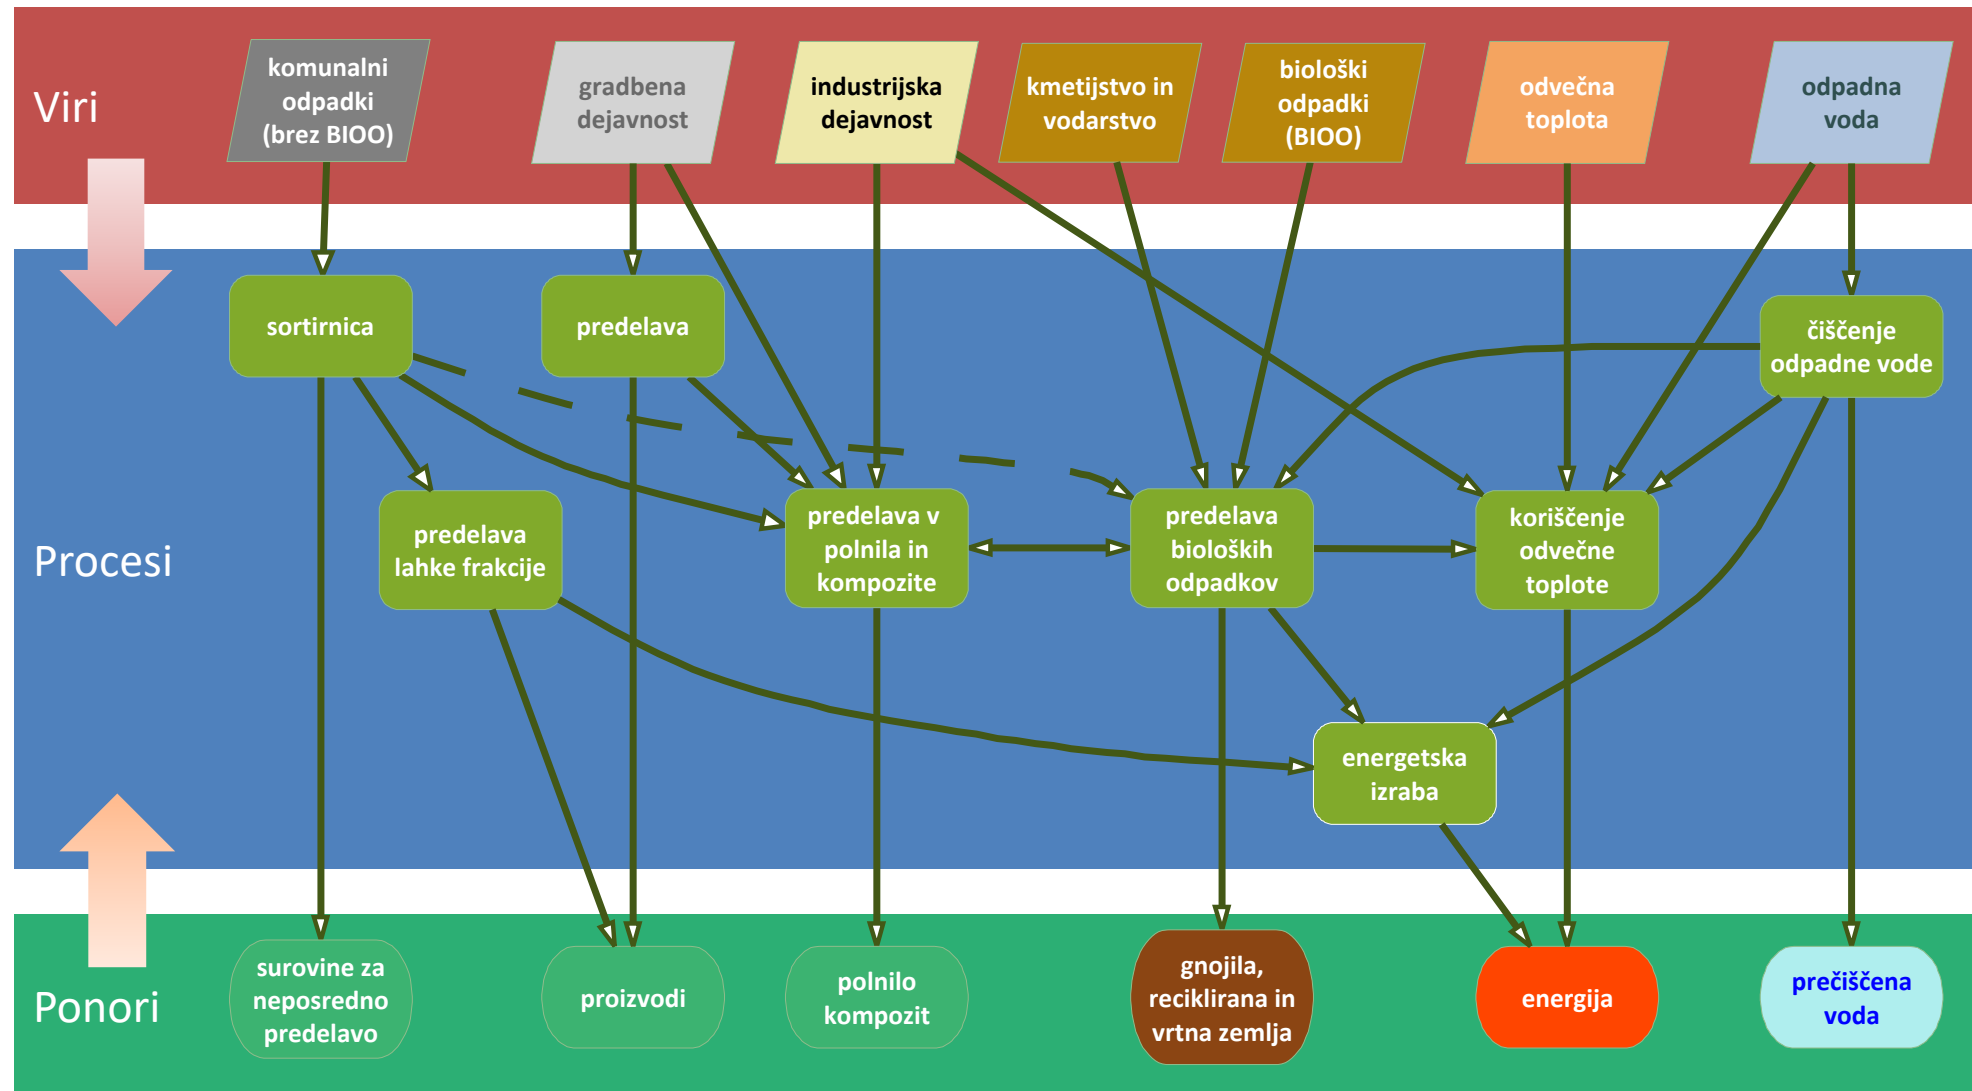 Viri
komunalni
odpadki
(brez BIOO)
gradbena
dejavnost
industrijska
dejavnost
kmetijstvo in
vodarstvo
biološki
odpadki
(BIOO)
odvečna
toplota
odpadna
voda
Procesi
sortirnica
predelava
čiščenje
odpadne vode
predelava
lahke frakcije
predelava v
polnila in
kompozite
predelava
bioloških
odpadkov
koriščenje
odvečne
toplote
energetska
izraba
Ponori
surovine za
neposredno
predelavo
proizvodi
polnilo
kompozit
gnojila,
reciklirana in
vrtna zemlja
energija
prečiščena
voda